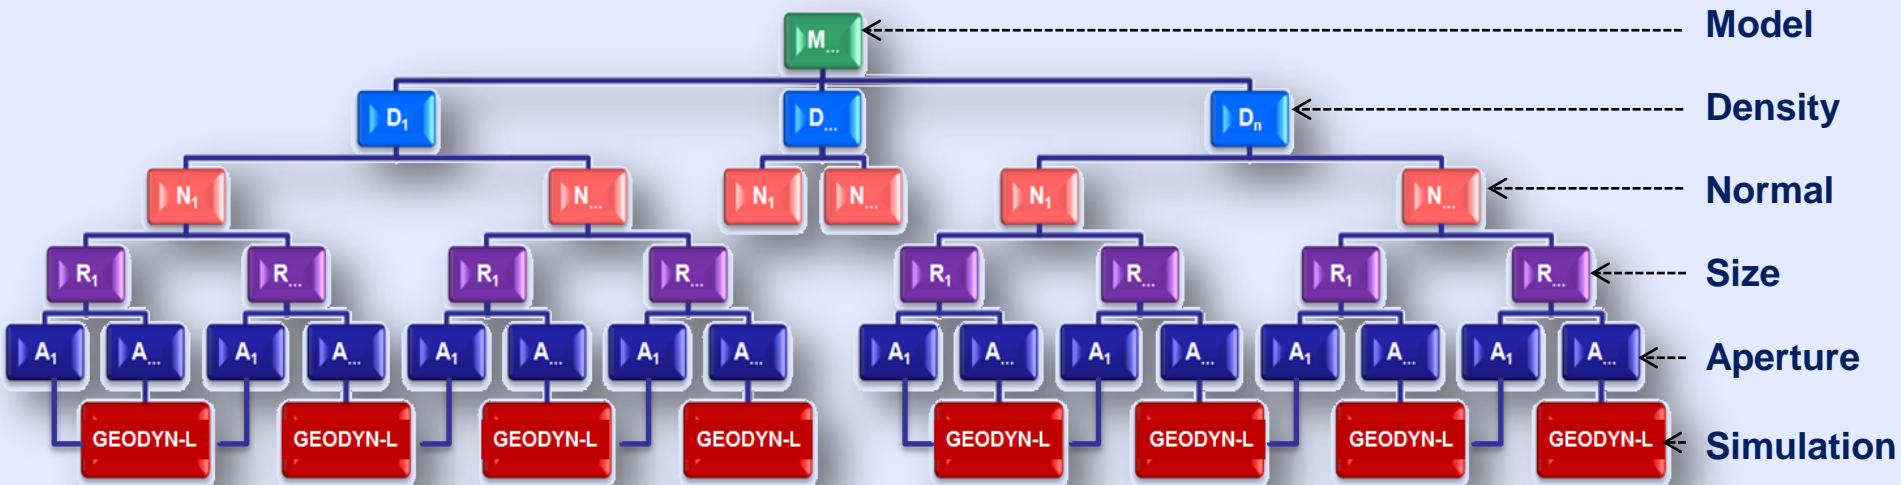 M... Model
D₁ D... Dₙ Density
N₁ N... N₁ N... N₁ N... Normal
R₁ R... R₁ R... R₁ R... R₁ R... Size
A₁ A... A₁ A... A₁ A... A₁ A... A₁ A... A₁ A... A₁ A... A₁ A... Aperture
GEODYN-L GEODYN-L GEODYN-L GEODYN-L GEODYN-L GEODYN-L GEODYN-L GEODYN-L Simulation